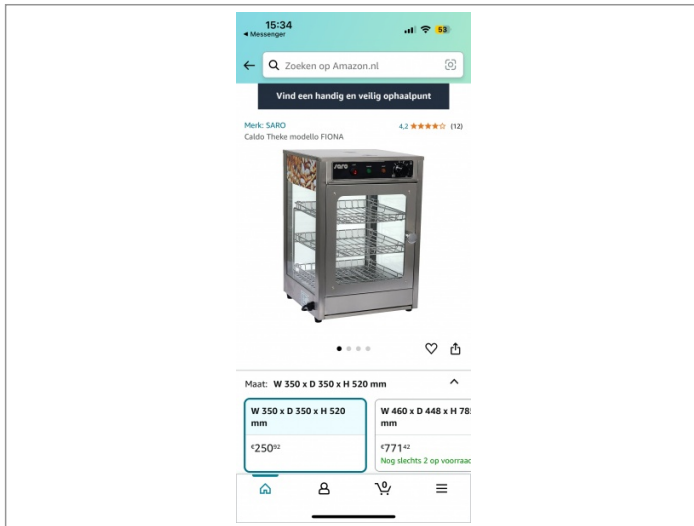 15:34
◄ Messenger
53
Zoeken op Amazon.nl
Vind een handig en veilig ophaalpunt
Merk: SARO
4,2 ★★★★☆ (12)
Caldo Theke modello FIONA
saro
Maat: W 350 x D 350 x H 520 mm
W 350 x D 350 x H 520
mm
€250⁹²
W 460 x D 448 x H 78
mm
€771⁴²
Nog slechts 2 op voorraad
0